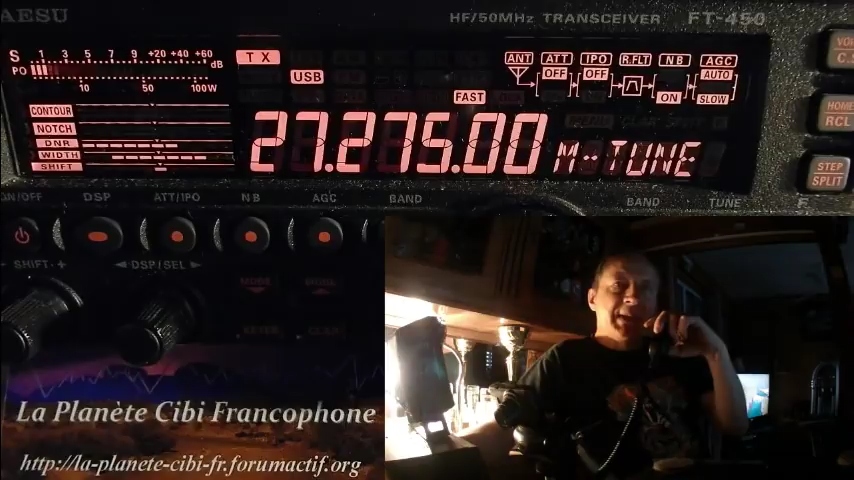 AESU
HF/50MHz TRANSCEIVER FT-450
S 1 3 5 7 9 +20 +40 +60 dB
PO
10 50 100W
TX
USB
FAST
ANT ATT IPO R.FLT NB AGC
OFF OFF AUTO
ON SLOW
CONTOUR
NOTCH
DNR
WIDTH
SHIFT
27.275.00 M-TUNE
HOME
RCL
STEP
SPLIT
ON/OFF DSP ATT/IPO NB AGC BAND BAND TUNE
-SHIFT+ ◄DSP/SEL►
MODE MODE
La Planète Cibi Francophone
http://la-planete-cibi-fr.forumactif.org